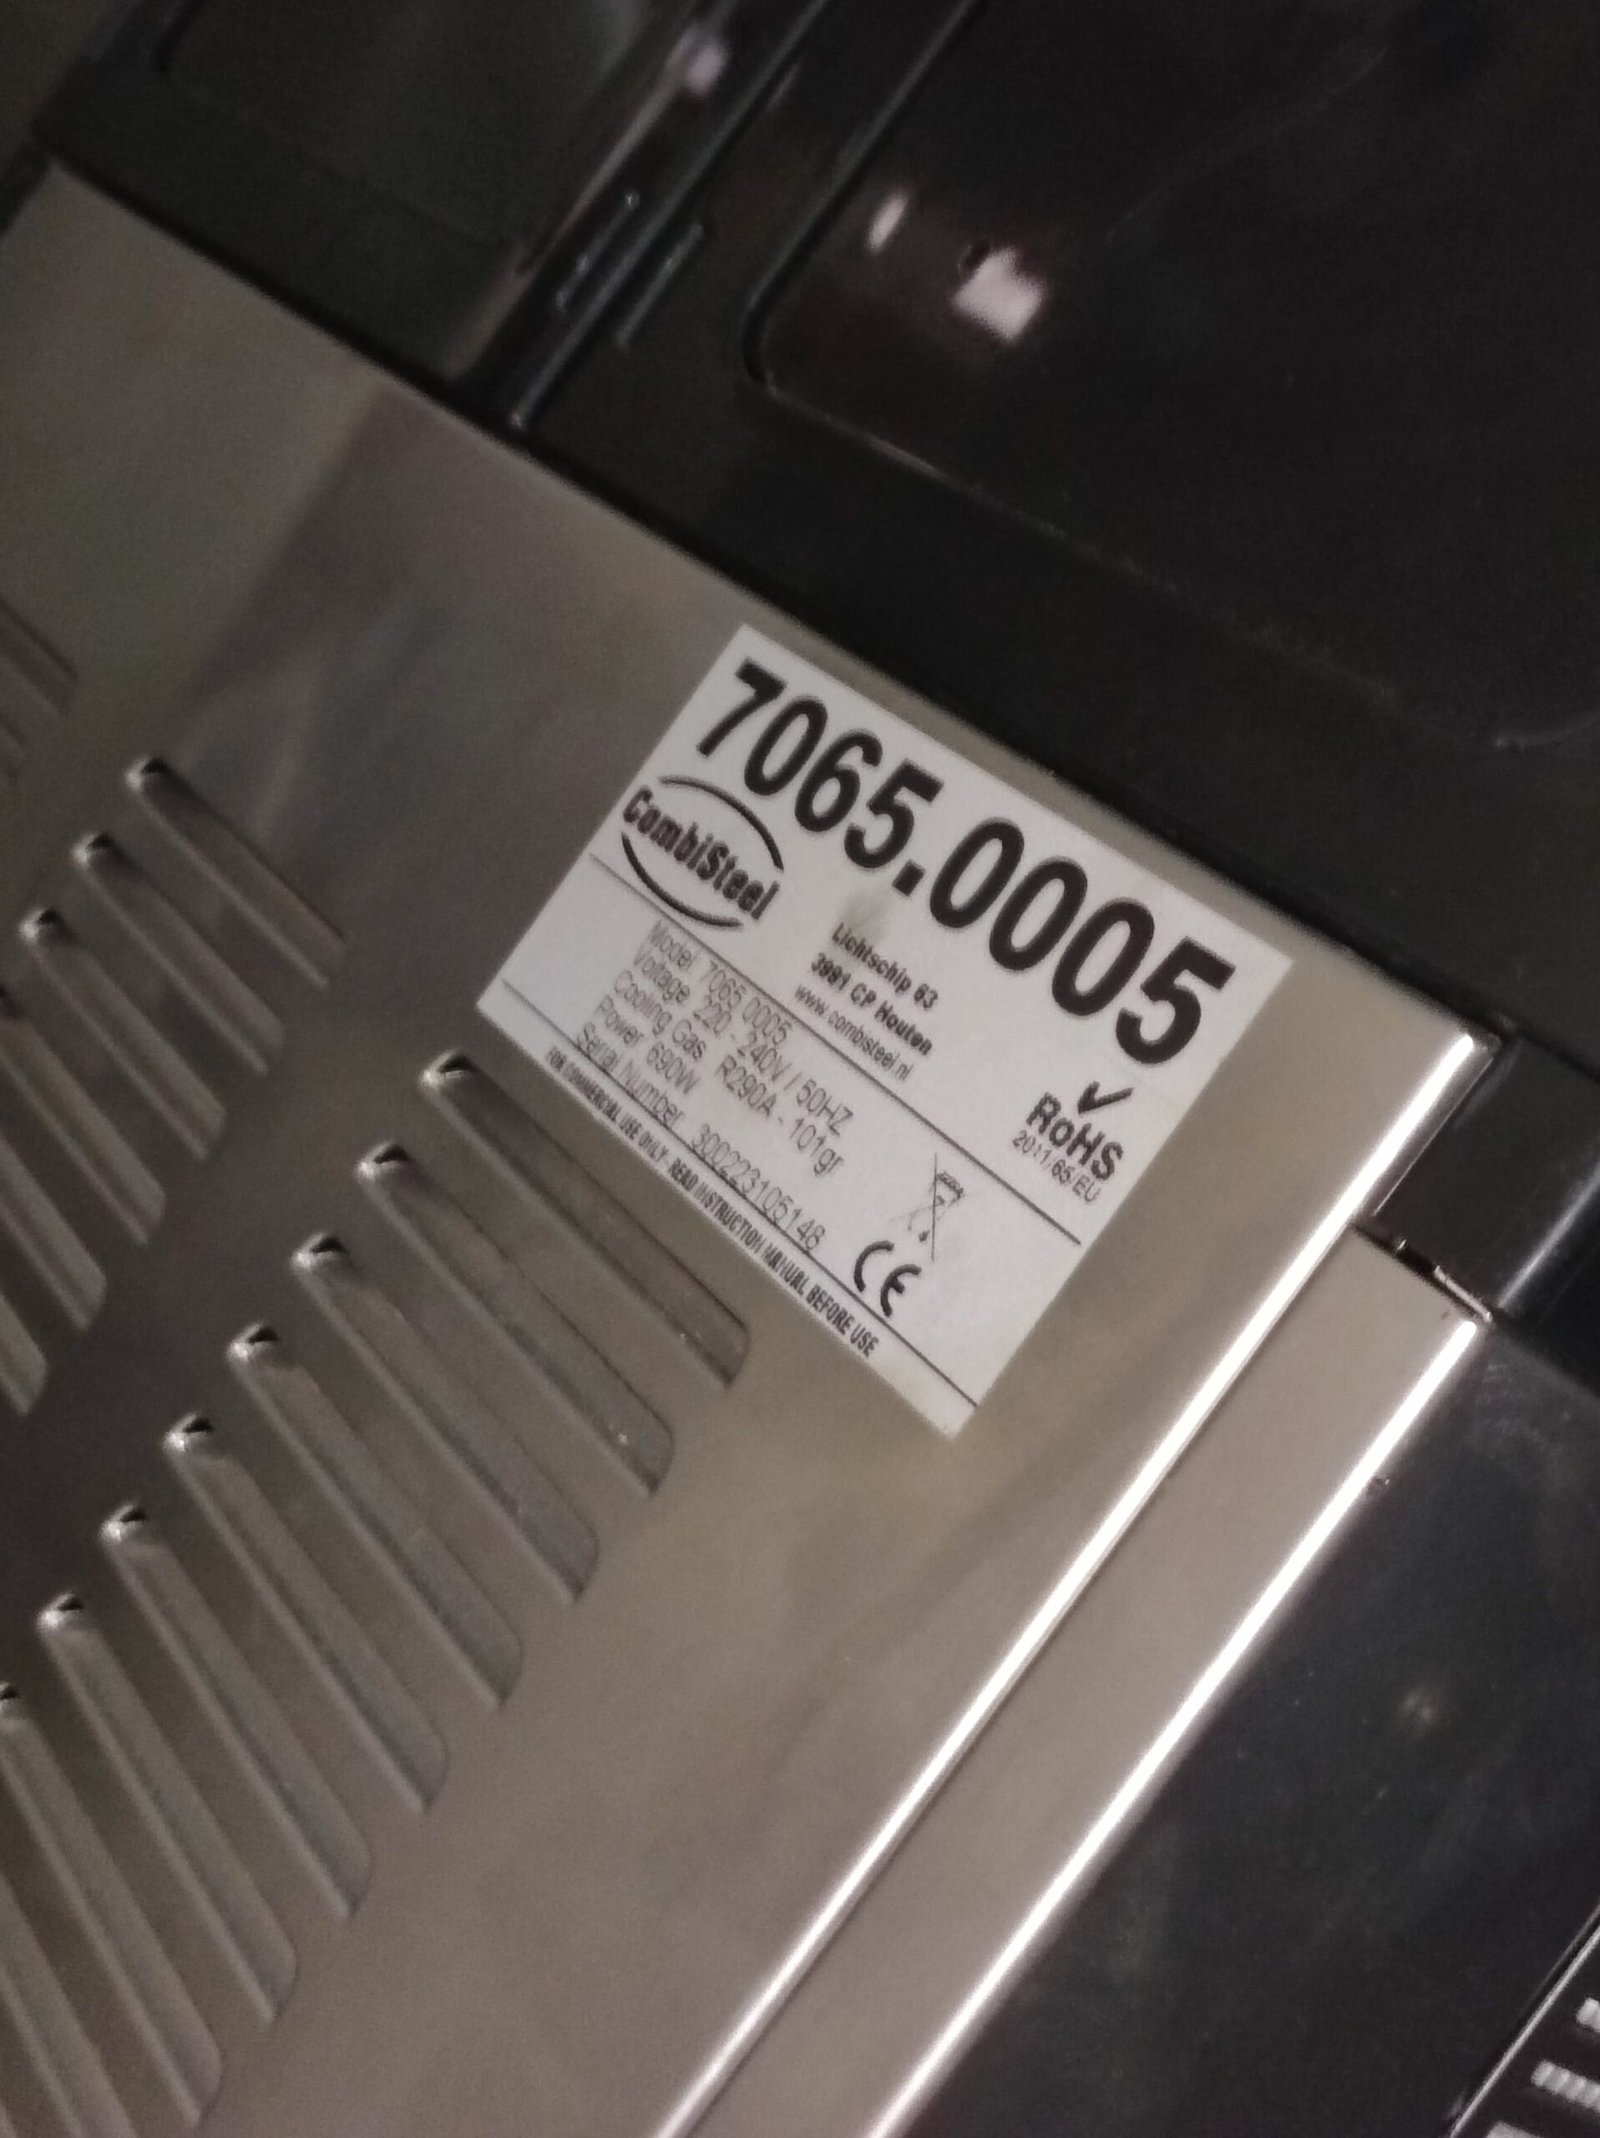 7065.0005
CombiSteel
Lichtschip 63
3991 CP Houten
www.combisteel.nl
RoHS
2011/65/EU
Model 7065.0005
Voltage 220 - 240V / 50HZ
Cooling Gas R290A - 101gr
Power 690W
Serial Number 300223105148
CE
FOR COMMERCIAL USE ONLY - READ INSTRUCTION MANUAL BEFORE USE